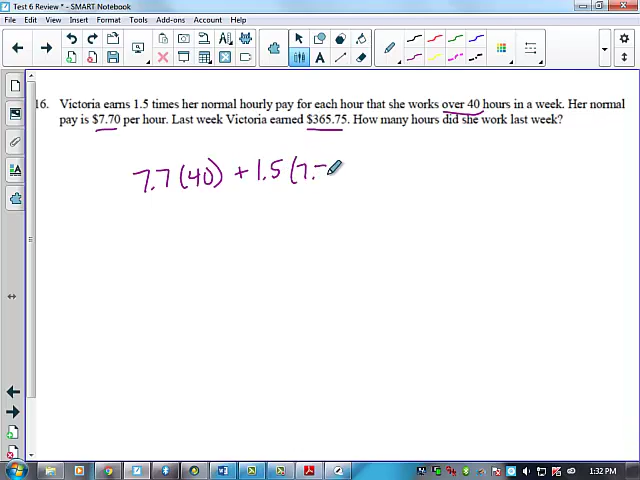 Test 6 Review * - SMART Notebook
File Edit View Insert Format Tools Add-ons Account Help
16. Victoria earns 1.5 times her normal hourly pay for each hour that she works over 40 hours in a week. Her normal
pay is $7.70 per hour. Last week Victoria earned $365.75. How many hours did she work last week?
7.7 (40) + 1.5 (7.7
1:32 PM